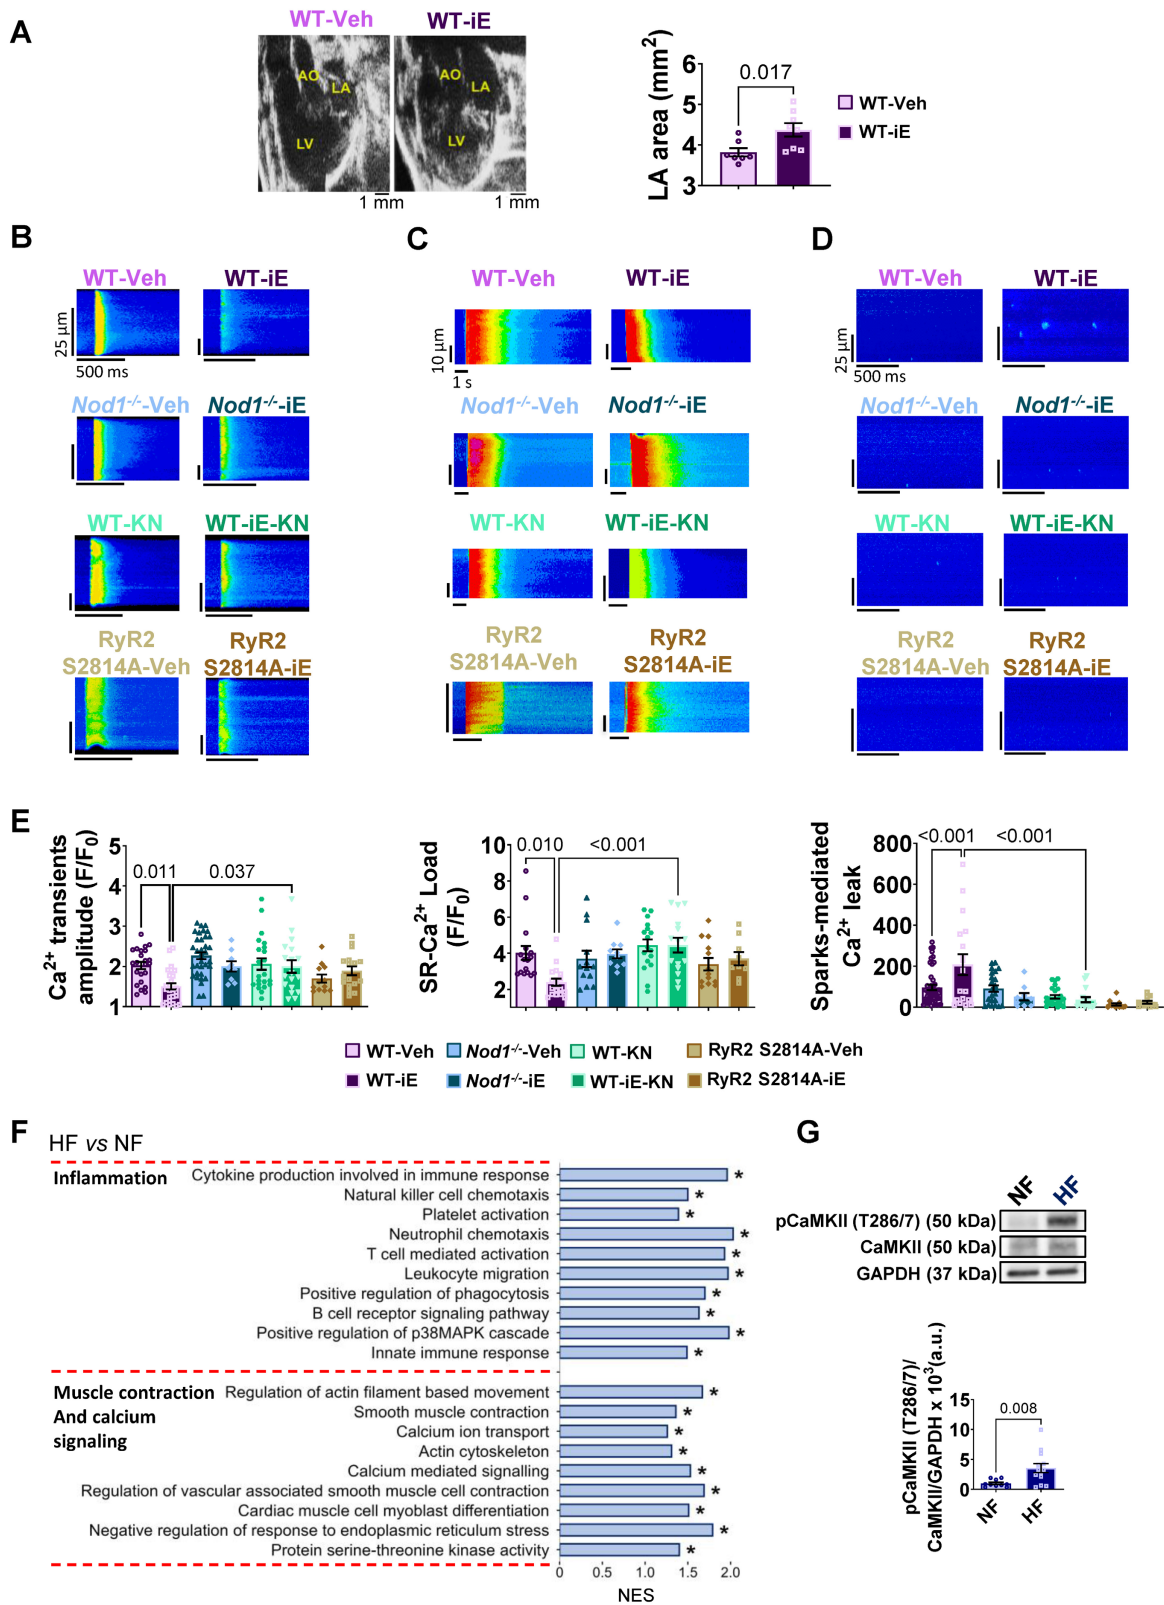 A
WT-Veh
WT-iE
AO
LA
LV
AO
LA
LV
1 mm
1 mm
LA area (mm²)
6
5
4
3
0.017
WT-Veh
WT-iE
B
WT-Veh
WT-iE
25 µm
500 ms
Nod1⁻/⁻-Veh
Nod1⁻/⁻-iE
WT-KN
WT-iE-KN
RyR2
S2814A-Veh
RyR2
S2814A-iE
C
WT-Veh
WT-iE
10 µm
1 s
Nod1⁻/⁻-Veh
Nod1⁻/⁻-iE
WT-KN
WT-iE-KN
RyR2
S2814A-Veh
RyR2
S2814A-iE
D
WT-Veh
WT-iE
25 µm
500 ms
Nod1⁻/⁻-Veh
Nod1⁻/⁻-iE
WT-KN
WT-iE-KN
RyR2
S2814A-Veh
RyR2
S2814A-iE
E
Ca²⁺ transients
amplitude (F/F₀)
5
4
3
2
1
0.011
0.037
SR-Ca²⁺ Load
(F/F₀)
10
8
6
4
2
0
0.010
<0.001
Sparks-mediated
Ca²⁺ leak
800
600
400
200
0
<0.001
<0.001
WT-Veh
Nod1⁻/⁻-Veh
WT-KN
RyR2 S2814A-Veh
WT-iE
Nod1⁻/⁻-iE
WT-iE-KN
RyR2 S2814A-iE
F
HF vs NF
Inflammation
Cytokine production involved in immune response *
Natural killer cell chemotaxis *
Platelet activation *
Neutrophil chemotaxis *
T cell mediated activation *
Leukocyte migration *
Positive regulation of phagocytosis *
B cell receptor signaling pathway *
Positive regulation of p38MAPK cascade *
Innate immune response *
Muscle contraction
And calcium
signaling
Regulation of actin filament based movement *
Smooth muscle contraction *
Calcium ion transport *
Actin cytoskeleton *
Calcium mediated signalling *
Regulation of vascular associated smooth muscle cell contraction *
Cardiac muscle cell myoblast differentiation *
Negative regulation of response to endoplasmic reticulum stress *
Protein serine-threonine kinase activity *
0 0.5 1.0 1.5 2.0
NES
G
NF
HF
pCaMKII (T286/7) (50 kDa)
CaMKII (50 kDa)
GAPDH (37 kDa)
pCaMKII (T286/7)/
CaMKII/GAPDH x 10³(a.u.)
15
10
5
0
0.008
NF
HF